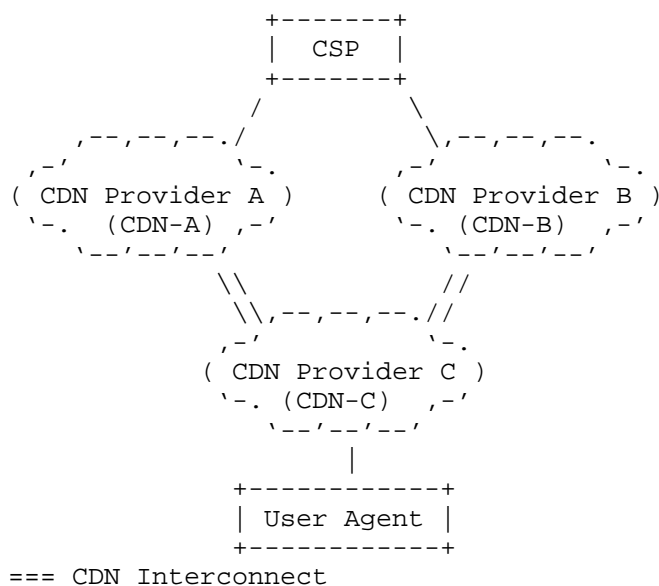 CSP
CDN Provider A CDN Provider B
(CDN-A) (CDN-B)
CDN Provider C
(CDN-C)
User Agent
=== CDN Interconnect